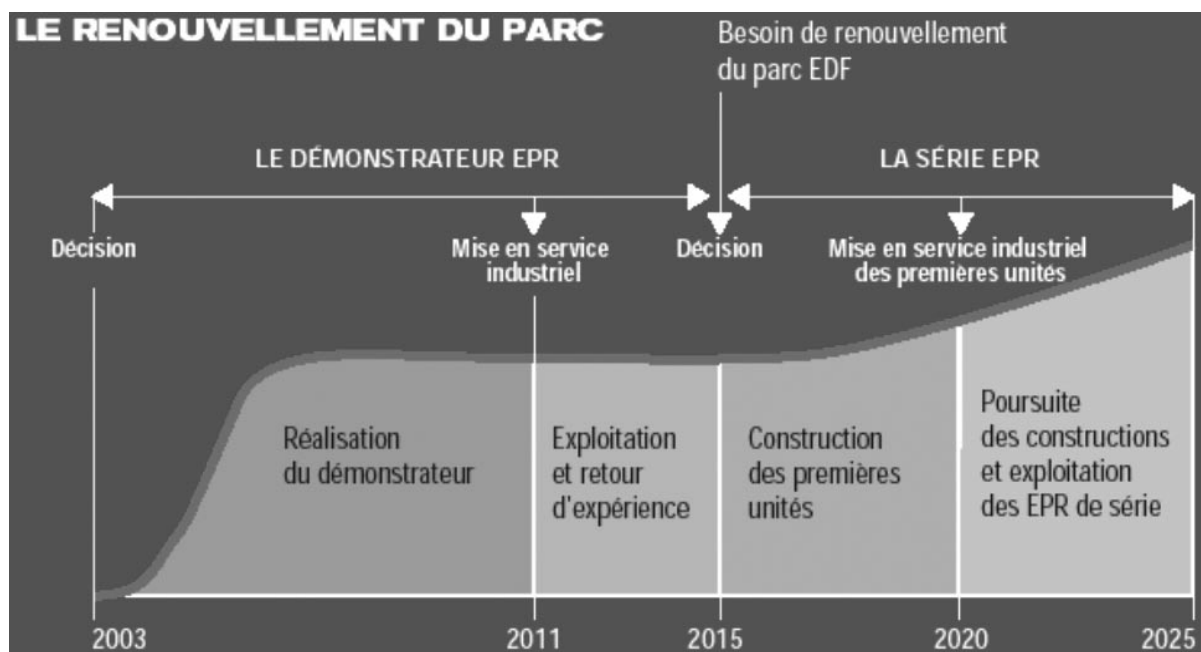 LE RENOUVELLEMENT DU PARC
Besoin de renouvellement
du parc EDF
LE DÉMONSTRATEUR EPR
LA SÉRIE EPR
Décision
Mise en service
industriel
Décision
Mise en service industriel
des premières unités
Réalisation
du démonstrateur
Exploitation
et retour
d'expérience
Construction
des premières
unités
Poursuite
des constructions
et exploitation
des EPR de série
2003
2011
2015
2020
2025